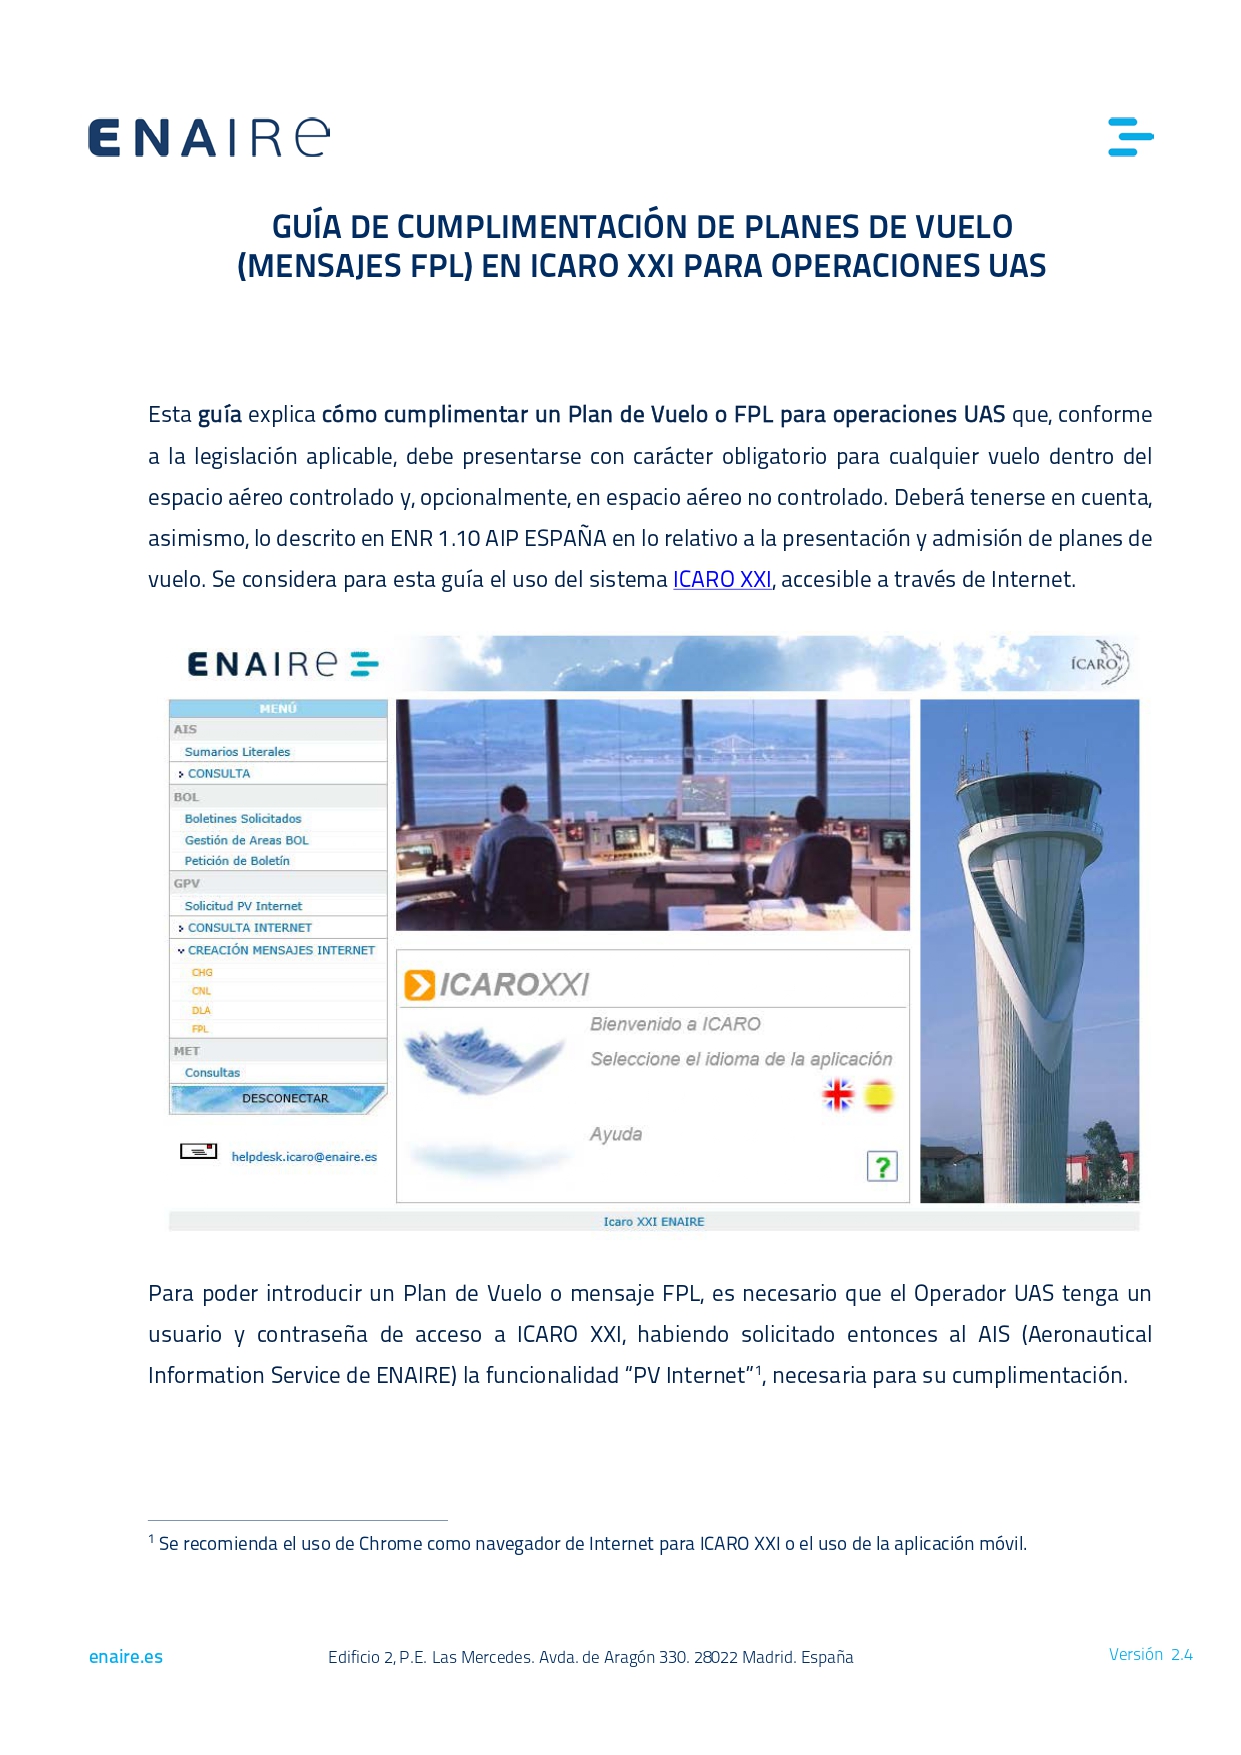 ENAIRE
GUÍA DE CUMPLIMENTACIÓN DE PLANES DE VUELO
(MENSAJES FPL) EN ICARO XXI PARA OPERACIONES UAS
Esta guía explica cómo cumplimentar un Plan de Vuelo o FPL para operaciones UAS que, conforme
a la legislación aplicable, debe presentarse con carácter obligatorio para cualquier vuelo dentro del
espacio aéreo controlado y, opcionalmente, en espacio aéreo no controlado. Deberá tenerse en cuenta,
asimismo, lo descrito en ENR 1.10 AIP ESPAÑA en lo relativo a la presentación y admisión de planes de
vuelo. Se considera para esta guía el uso del sistema ICARO XXI, accesible a través de Internet.
ENAIRE
ÍCARO
MENÚ
AIS
Sumarios Literales
CONSULTA
BOL
Boletines Solicitados
Gestión de Areas BOL
Petición de Boletín
GPV
Solicitud PV Internet
CONSULTA INTERNET
CREACIÓN MENSAJES INTERNET
CHG
CNL
DLA
FPL
MET
Consultas
DESCONECTAR
helpdesk.icaro@enaire.es
ICAROXXI
Bienvenido a ICARO
Seleccione el idioma de la aplicación
Ayuda
?
Icaro XXI ENAIRE
Para poder introducir un Plan de Vuelo o mensaje FPL, es necesario que el Operador UAS tenga un
usuario y contraseña de acceso a ICARO XXI, habiendo solicitado entonces al AIS (Aeronautical
Information Service de ENAIRE) la funcionalidad “PV Internet”1, necesaria para su cumplimentación.
1 Se recomienda el uso de Chrome como navegador de Internet para ICARO XXI o el uso de la aplicación móvil.
enaire.es
Edificio 2, P.E. Las Mercedes. Avda. de Aragón 330. 28022 Madrid. España
Versión 2.4